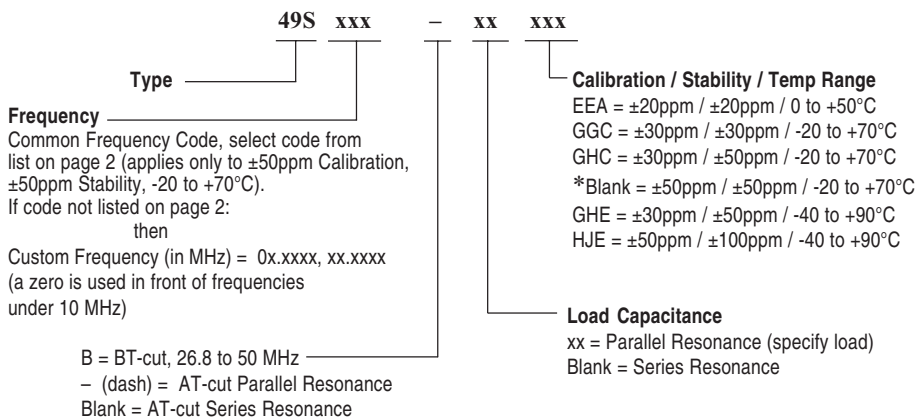 49S xxx – xx xxx
Type
Frequency
Common Frequency Code, select code from
list on page 2 (applies only to ±50ppm Calibration,
±50ppm Stability, -20 to +70°C).
If code not listed on page 2:
then
Custom Frequency (in MHz) = 0x.xxxx, xx.xxxx
(a zero is used in front of frequencies
under 10 MHz)
B = BT-cut, 26.8 to 50 MHz
– (dash) = AT-cut Parallel Resonance
Blank = AT-cut Series Resonance
Calibration / Stability / Temp Range
EEA = ±20ppm / ±20ppm / 0 to +50°C
GGC = ±30ppm / ±30ppm / -20 to +70°C
GHC = ±30ppm / ±50ppm / -20 to +70°C
*Blank = ±50ppm / ±50ppm / -20 to +70°C
GHE = ±30ppm / ±50ppm / -40 to +90°C
HJE = ±50ppm / ±100ppm / -40 to +90°C
Load Capacitance
xx = Parallel Resonance (specify load)
Blank = Series Resonance